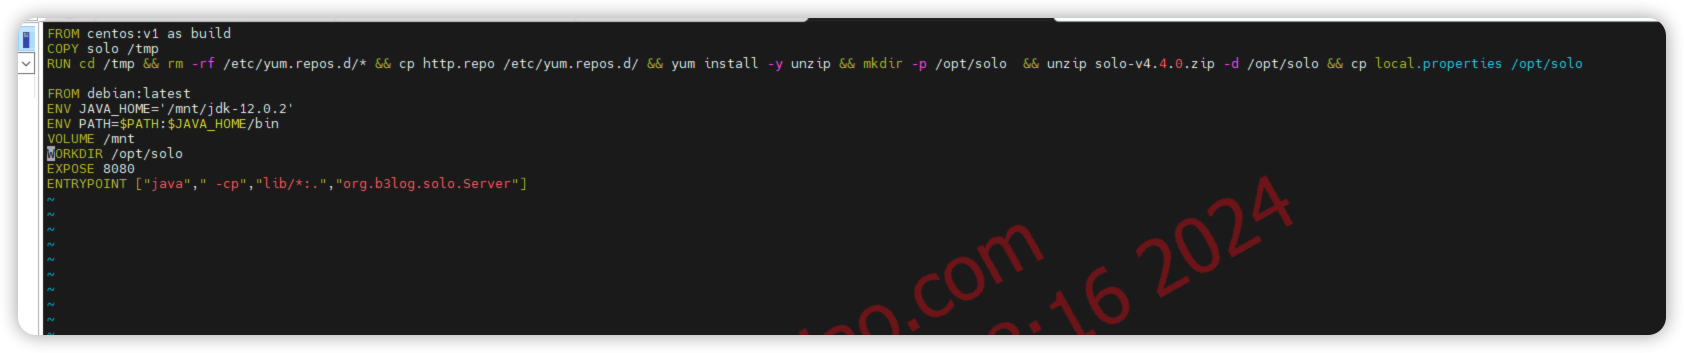 FROM centos:v1 as build
COPY solo /tmp
RUN cd /tmp && rm -rf /etc/yum.repos.d/* && cp http.repo /etc/yum.repos.d/ && yum install -y unzip && mkdir -p /opt/solo  && unzip solo-v4.4.0.zip -d /opt/solo && cp local.properties /opt/solo
FROM debian:latest
ENV JAVA_HOME='/mnt/jdk-12.0.2'
ENV PATH=$PATH:$JAVA_HOME/bin
VOLUME /mnt
WORKDIR /opt/solo
EXPOSE 8080
ENTRYPOINT ["java"," -cp","lib/*:.","org.b3log.solo.Server"]
~
~
~
~
~
~
~
~
~
~
.com
:16 2024